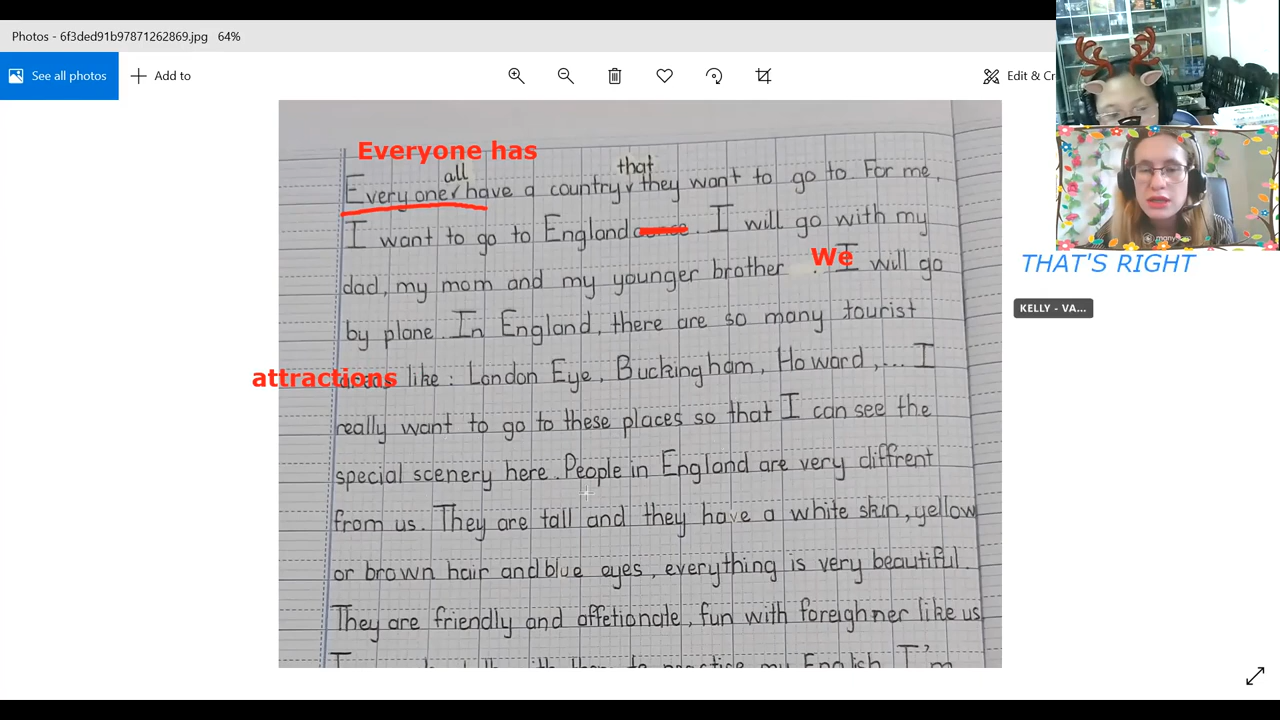 Photos - 6f3ded91b97871262869.jpg 64%
See all photos
Add to
Edit & Cr
Everyone has
all that
Everyone have a country they want to go to. For me,
I want to go to England . I will go with my
We
dad, my mom and my younger brother . I will go
by plane. In England, there are so many tourist
attractions
areas like : London Eye, Buckingham, Howard,... I
really want to go to these places so that I can see the
special scenery here. People in England are very diffrent
from us. They are tall and they have a white skin, yellow
or brown hair and blue eyes, everything is very beautiful.
They are friendly and affetionate, fun with foreighner like us
to practice my English I'm
THAT'S RIGHT
KELLY - VA...